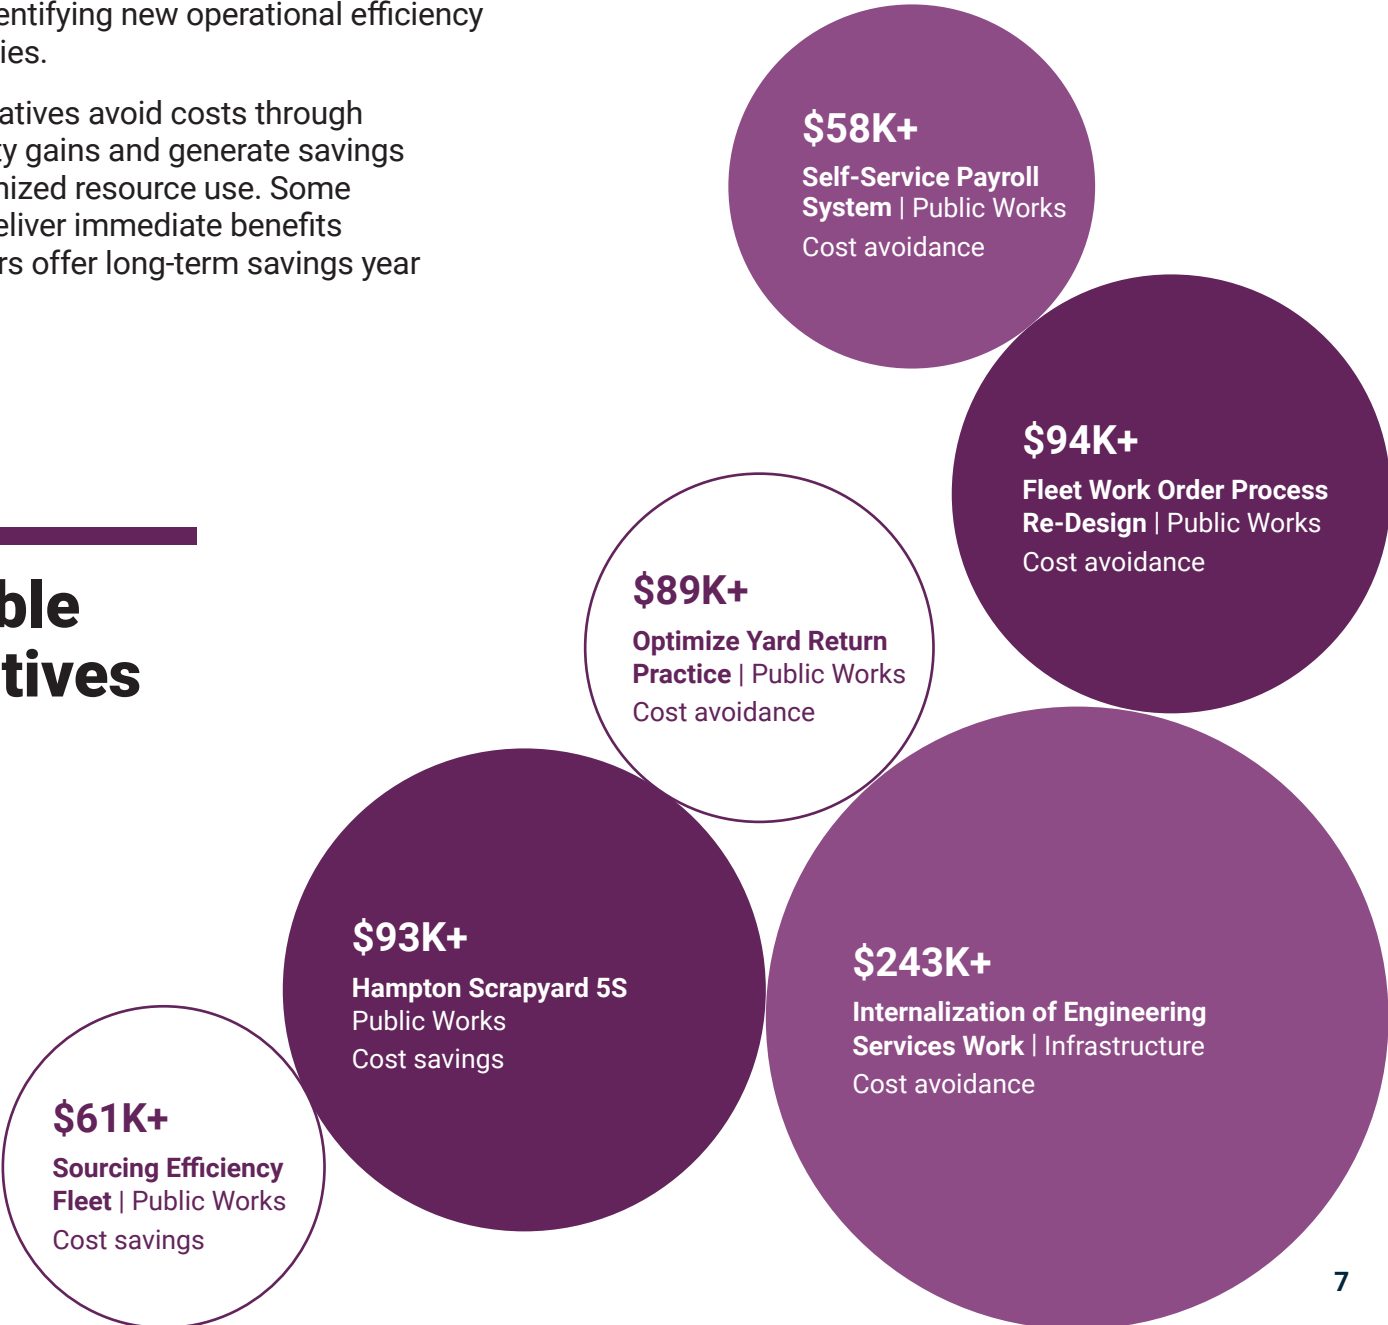 entifying new operational efficiency
ies.
atives avoid costs through
ty gains and generate savings
nized resource use. Some
eliver immediate benefits
rs offer long-term savings year
ble
tives
$58K+
Self-Service Payroll
System | Public Works
Cost avoidance
$94K+
Fleet Work Order Process
Re-Design | Public Works
Cost avoidance
$89K+
Optimize Yard Return
Practice | Public Works
Cost avoidance
$93K+
Hampton Scrapyard 5S
Public Works
Cost savings
$243K+
Internalization of Engineering
Services Work | Infrastructure
Cost avoidance
$61K+
Sourcing Efficiency
Fleet | Public Works
Cost savings
7